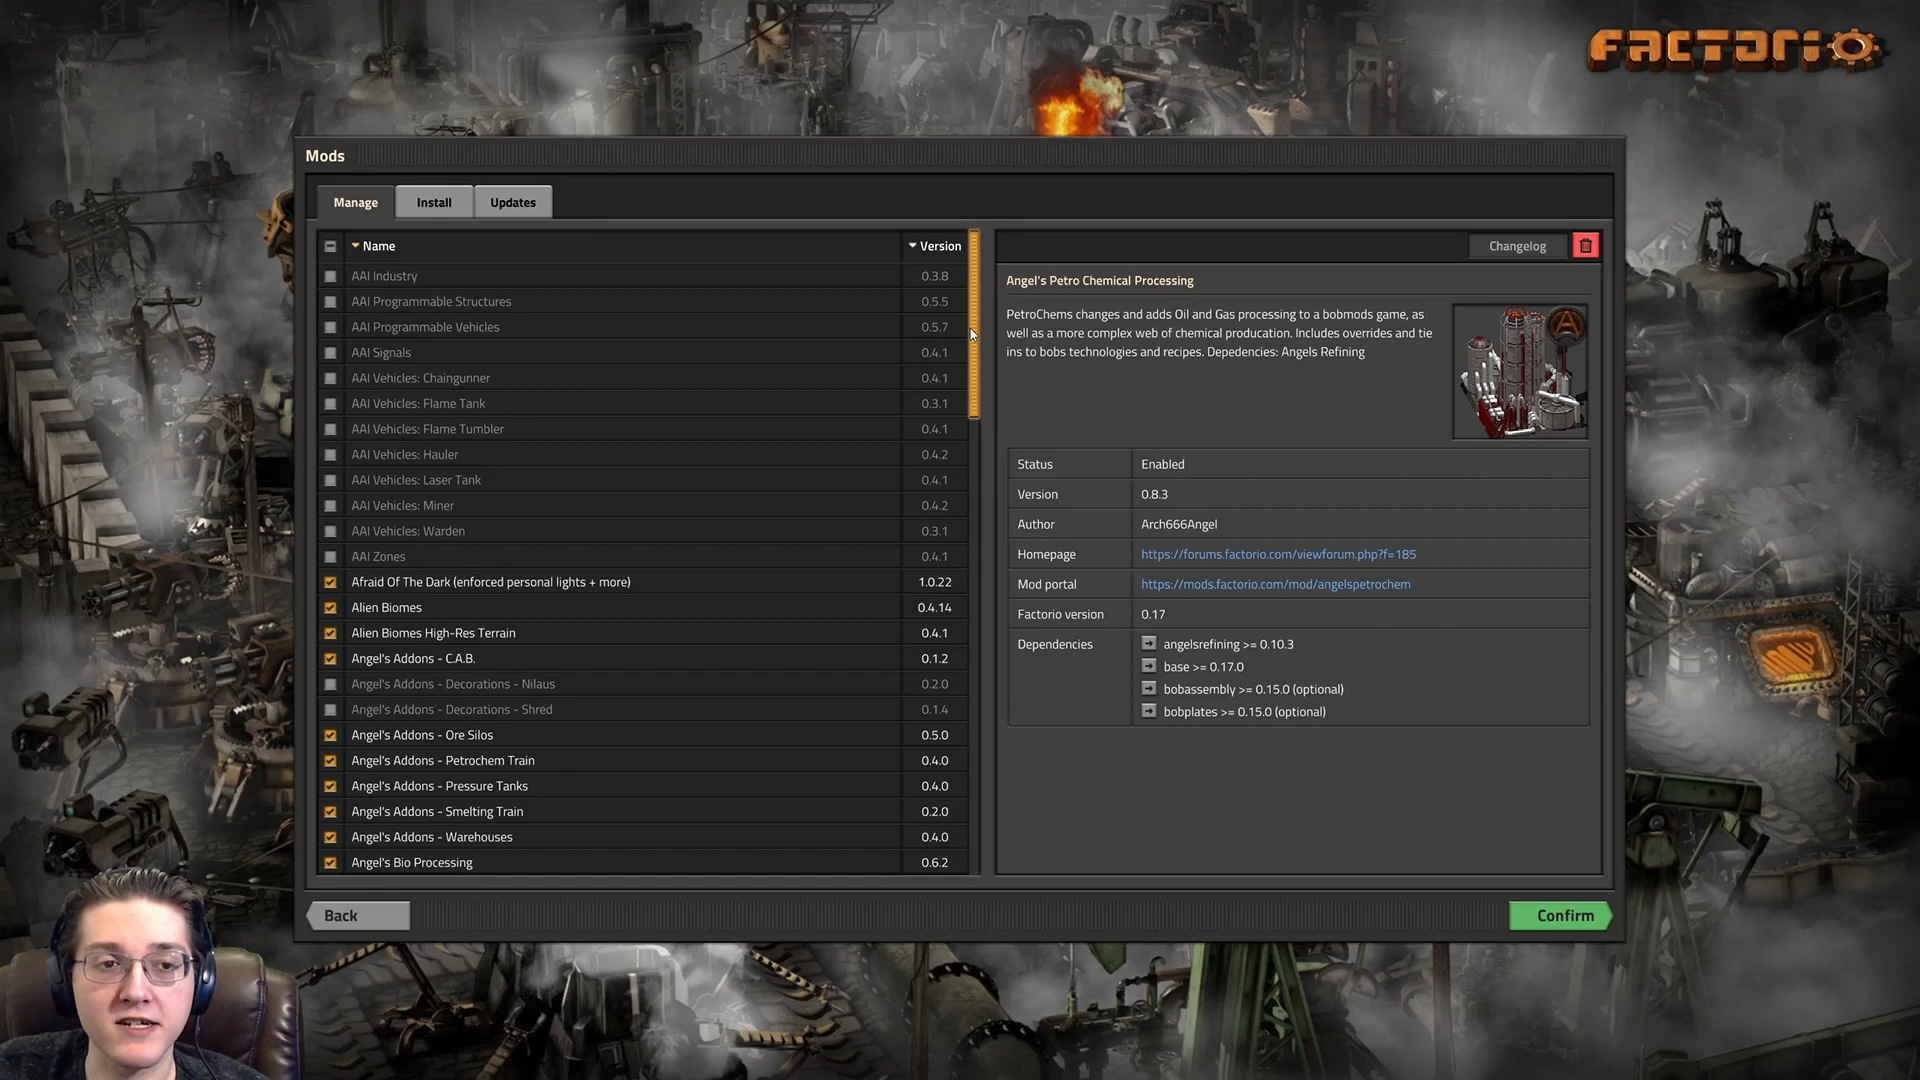 FACTORIO
Mods
Manage
Install
Updates
Name
Version
AAI Industry
0.3.8
AAI Programmable Structures
0.5.5
AAI Programmable Vehicles
0.5.7
AAI Signals
0.4.1
AAI Vehicles: Chaingunner
0.4.1
AAI Vehicles: Flame Tank
0.3.1
AAI Vehicles: Flame Tumbler
0.4.1
AAI Vehicles: Hauler
0.4.2
AAI Vehicles: Laser Tank
0.4.1
AAI Vehicles: Miner
0.4.2
AAI Vehicles: Warden
0.3.1
AAI Zones
0.4.1
Afraid Of The Dark (enforced personal lights + more)
1.0.22
Alien Biomes
0.4.14
Alien Biomes High-Res Terrain
0.4.1
Angel's Addons - C.A.B.
0.1.2
Angel's Addons - Decorations - Nilaus
0.2.0
Angel's Addons - Decorations - Shred
0.1.4
Angel's Addons - Ore Silos
0.5.0
Angel's Addons - Petrochem Train
0.4.0
Angel's Addons - Pressure Tanks
0.4.0
Angel's Addons - Smelting Train
0.2.0
Angel's Addons - Warehouses
0.4.0
Angel's Bio Processing
0.6.2
Changelog
Angel's Petro Chemical Processing
PetroChems changes and adds Oil and Gas processing to a bobmods game, as
well as a more complex web of chemical producation. Includes overrides and tie
ins to bobs technologies and recipes. Depedencies: Angels Refining
Status
Enabled
Version
0.8.3
Author
Arch666Angel
Homepage
https://forums.factorio.com/viewforum.php?f=185
Mod portal
https://mods.factorio.com/mod/angelspetrochem
Factorio version
0.17
Dependencies
angelsrefining >= 0.10.3
base >= 0.17.0
bobassembly >= 0.15.0 (optional)
bobplates >= 0.15.0 (optional)
Back
Confirm